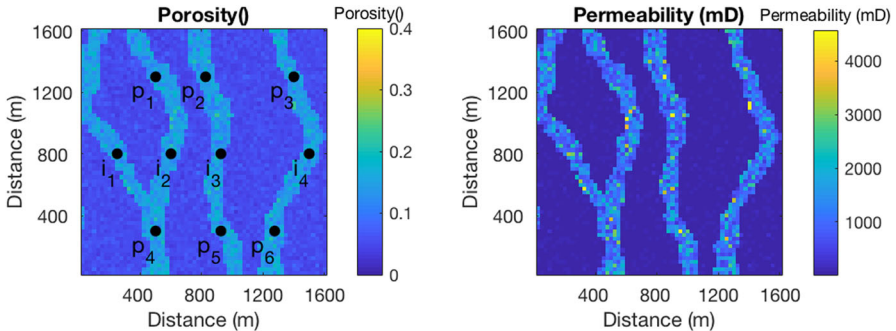 Porosity()
Porosity()
1600
1200
800
400
Distance (m)
p1
p2
p3
i1
i2
i3
i4
p4
p5
p6
400
800
1200
1600
Distance (m)
0.4
0.3
0.2
0.1
0
Permeability (mD)
Permeability (mD)
1600
1200
800
400
Distance (m)
400
800
1200
1600
Distance (m)
4000
3000
2000
1000